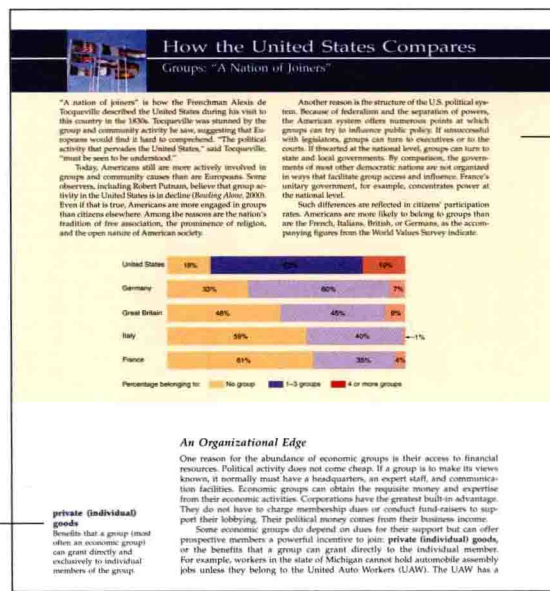 How the United States Compares
Groups: "A Nation of Joiners"
"A nation of joiners" is how the Frenchman Alexis de
Tocqueville described the United States during his visit to
this country in the 1830s. Tocqueville was stunned by the
group and community activity he saw, suggesting that Eu-
ropeans would find it hard to comprehend. "The political
activity that pervades the United States," said Tocqueville,
"must be seen to be understood."
Today, Americans still are more actively involved in
groups and community causes than are Europeans. Some
observers, including Robert Putnam, believe that group ac-
tivity in the United States is in decline (Bowling Alone, 2000).
Even if that is true, Americans are more engaged in groups
than citizens elsewhere. Among the reasons are the nation's
tradition of free association, the prominence of religion,
and the open nature of American society.
Another reason is the structure of the U.S. political sys-
tem. Because of federalism and the separation of powers,
the American system offers numerous points at which
groups can try to influence public policy. If unsuccessful
with legislators, groups can turn to executives or to the
courts. If thwarted at the national level, groups can turn to
state and local governments. By comparison, the govern-
ments of most other democratic nations are not organized
in ways that facilitate group access and influence. France's
unitary government, for example, concentrates power at
the national level.
Such differences are reflected in citizens' participation
rates. Americans are more likely to belong to groups than
are the French, Italians, British, or Germans, as the accom-
panying figures from the World Values Survey indicate.
United States 18% 19%
Germany 33% 60% 7%
Great Britain 46% 45% 9%
Italy 59% 40% 1%
France 61% 35% 4%
Percentage belonging to: No group 1–3 groups 4 or more groups
An Organizational Edge
One reason for the abundance of economic groups is their access to financial
resources. Political activity does not come cheap. If a group is to make its views
known, it normally must have a headquarters, an expert staff, and communica-
tion facilities. Economic groups can obtain the requisite money and expertise
from their economic activities. Corporations have the greatest built-in advantage.
They do not have to charge membership dues or conduct fund-raisers to sup-
port their lobbying. Their political money comes from their business income.
Some economic groups do depend on dues for their support but can offer
prospective members a powerful incentive to join: private (individual) goods,
or the benefits that a group can grant directly to the individual member.
For example, workers in the state of Michigan cannot hold automobile assembly
jobs unless they belong to the United Auto Workers (UAW). The UAW has a
private (individual)
goods
Benefits that a group (most
often an economic group)
can grant directly and
exclusively to individual
members of the group.